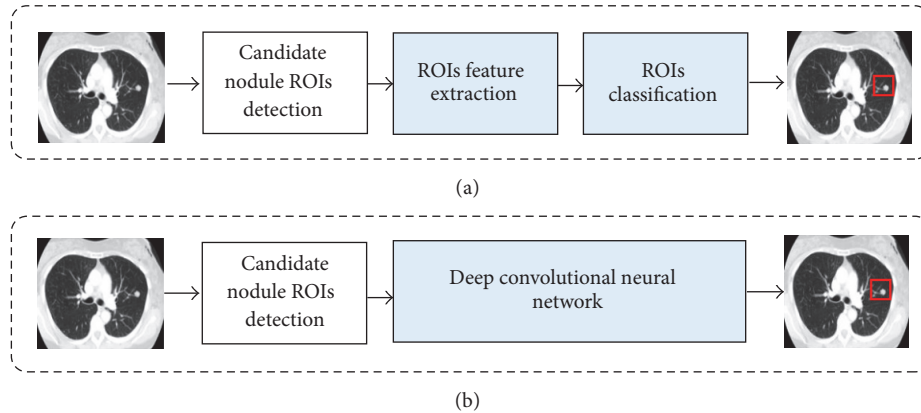 Candidate
nodule ROIs
detection
ROIs feature
extraction
ROIs
classification
(a)
Candidate
nodule ROIs
detection
Deep convolutional neural
network
(b)